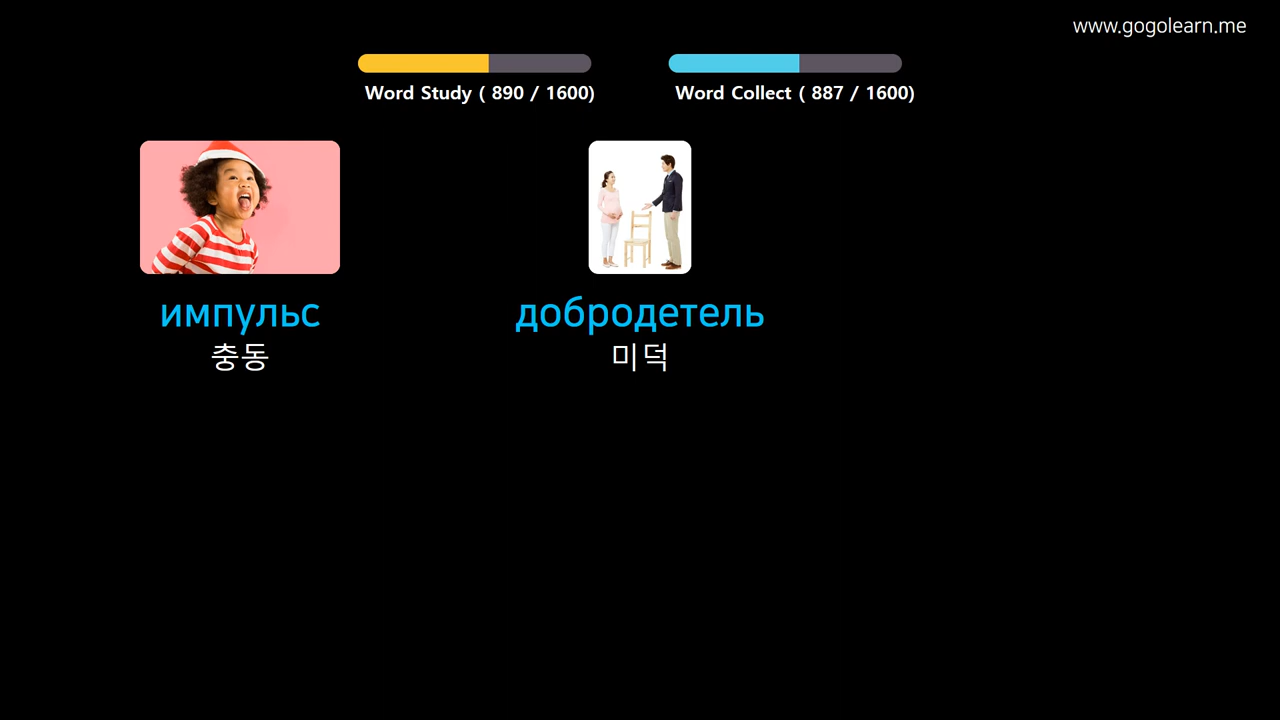 www.gogolearn.me
Word Study ( 890 / 1600)
Word Collect ( 887 / 1600)
импульс
충동
добродетель
미덕